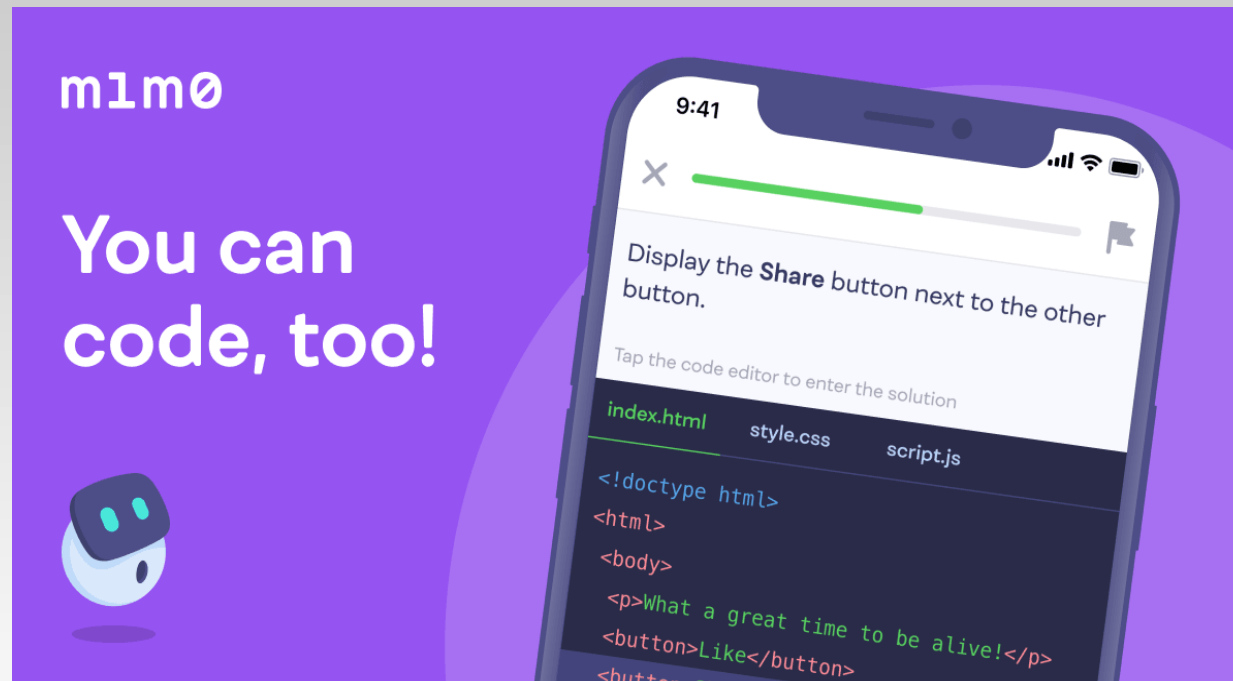 m1m0
You can
code, too!
9:41
Display the Share button next to the other
button.
Tap the code editor to enter the solution
index.html style.css script.js
<!doctype html>
<html>
<body>
<p>What a great time to be alive!</p>
<button>Like</button>